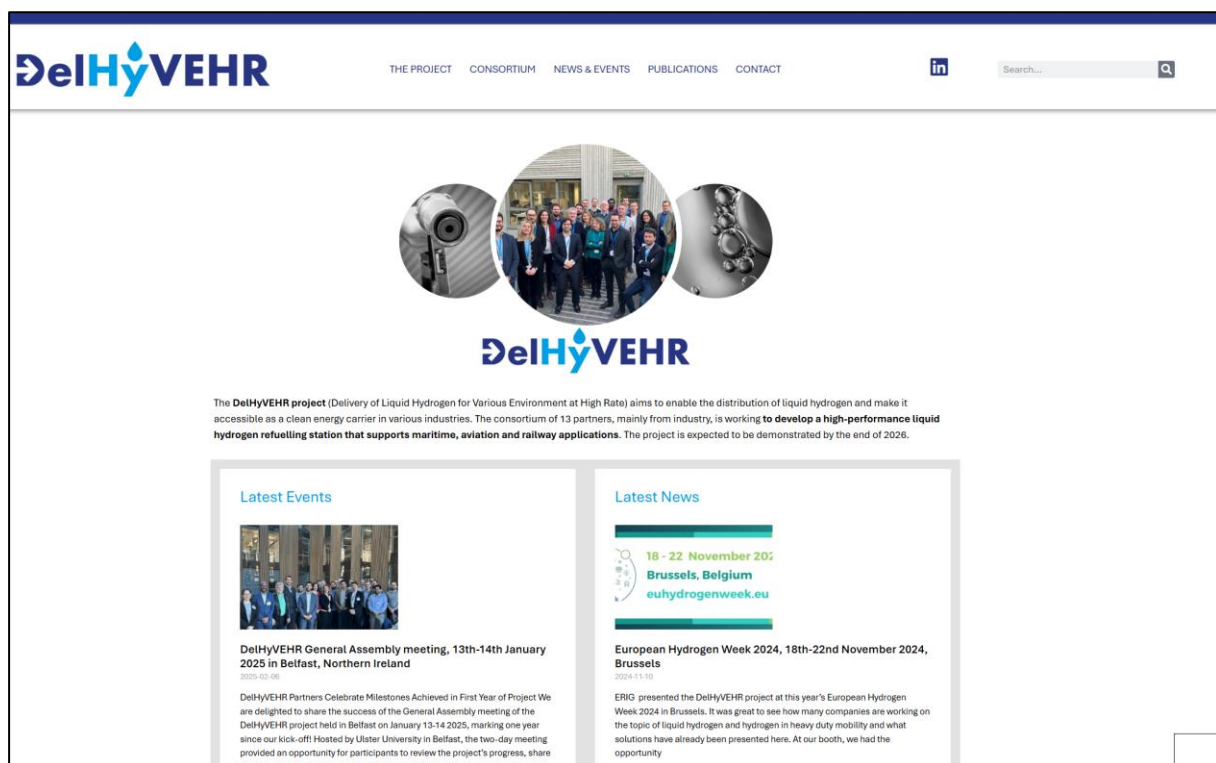 DelHyVEHR
THE PROJECT CONSORTIUM NEWS & EVENTS PUBLICATIONS CONTACT
in
Search...
DelHyVEHR
The DelHyVEHR project (Delivery of Liquid Hydrogen for Various Environment at High Rate) aims to enable the distribution of liquid hydrogen and make it
accessible as a clean energy carrier in various industries. The consortium of 13 partners, mainly from industry, is working to develop a high-performance liquid
hydrogen refuelling station that supports maritime, aviation and railway applications. The project is expected to be demonstrated by the end of 2026.
Latest Events
DelHyVEHR General Assembly meeting, 13th-14th January
2025 in Belfast, Northern Ireland
2025-02-06
DelHyVEHR Partners Celebrate Milestones Achieved in First Year of Project We
are delighted to share the success of the General Assembly meeting of the
DelHyVEHR project held in Belfast on January 13-14 2025, marking one year
since our kick-off! Hosted by Ulster University in Belfast, the two-day meeting
provided an opportunity for participants to review the project's progress, share
Latest News
18 - 22 November 202
Brussels, Belgium
euhydrogenweek.eu
European Hydrogen Week 2024, 18th-22nd November 2024,
Brussels
2024-11-10
ERIG presented the DelHyVEHR project at this year's European Hydrogen
Week 2024 in Brussels. It was great to see how many companies are working on
the topic of liquid hydrogen and hydrogen in heavy duty mobility and what
solutions have already been presented here. At our booth, we had the
opportunity